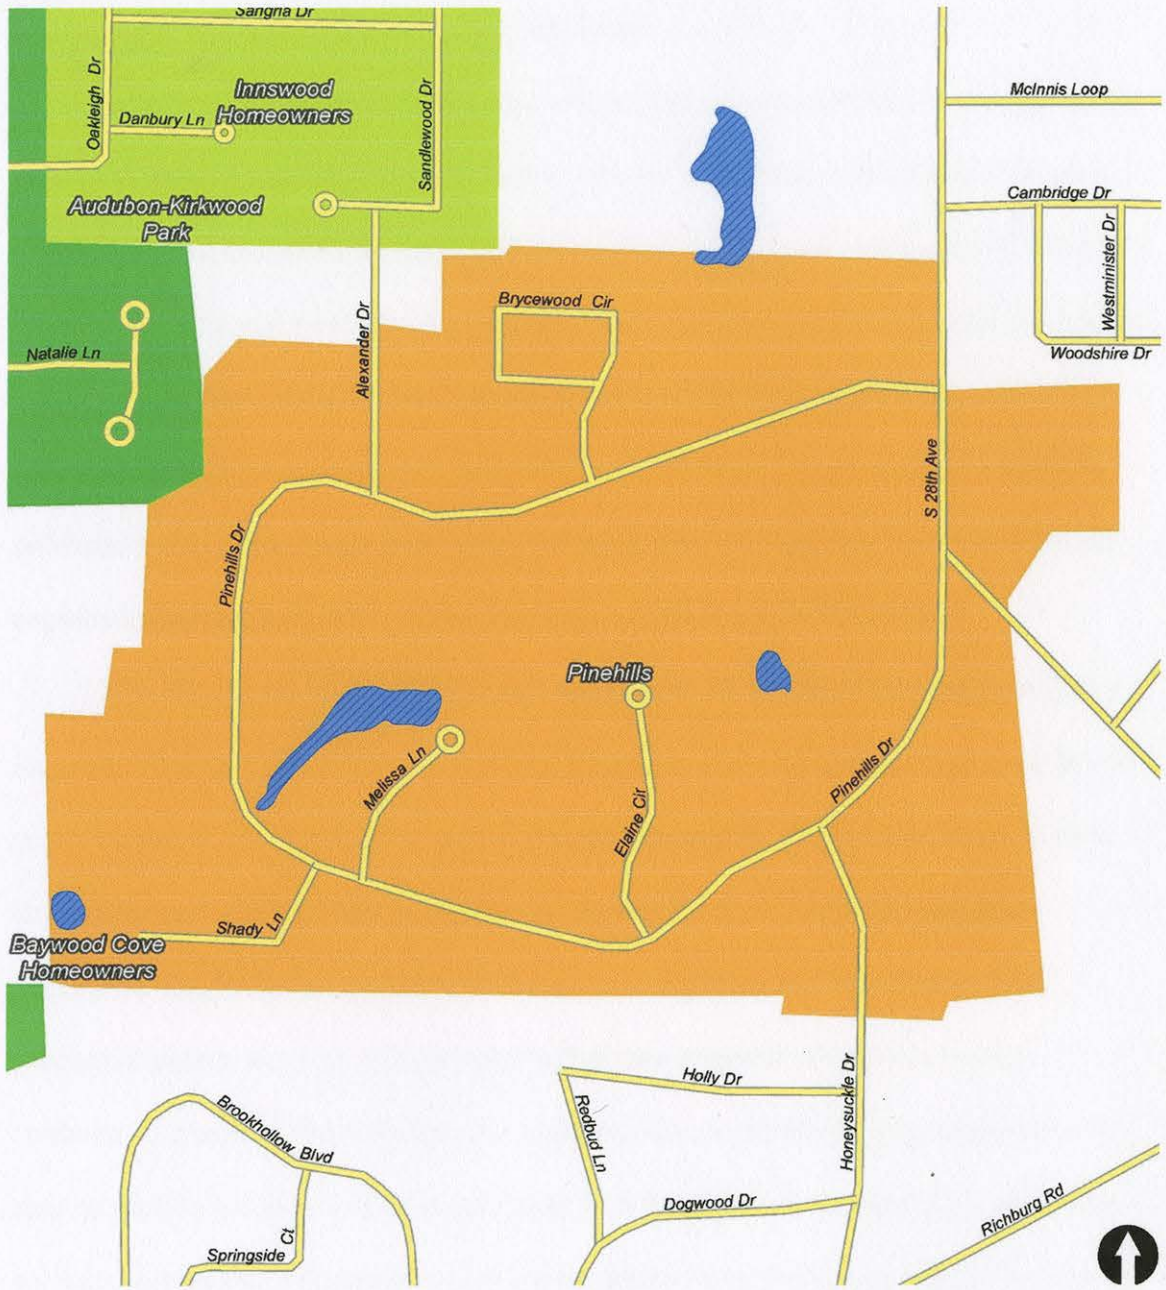 Sangria Dr
McInnis Loop
Innswood
Homeowners
Oakleigh Dr
Danbury Ln
Sandlewood Dr
Cambridge Dr
Audubon-Kirkwood
Park
Westminister Dr
Brycewood Cir
Alexander Dr
Natalie Ln
Woodshire Dr
S 28th Ave
Pinehills Dr
Pinehills
Melissa Ln
Pinehills Dr
Elaine Cir
Shady Ln
Baywood Cove
Homeowners
Holly Dr
Honeysuckle Dr
Redbud Ln
Brookhollow Blvd
Dogwood Dr
Richburg Rd
Springside Ct